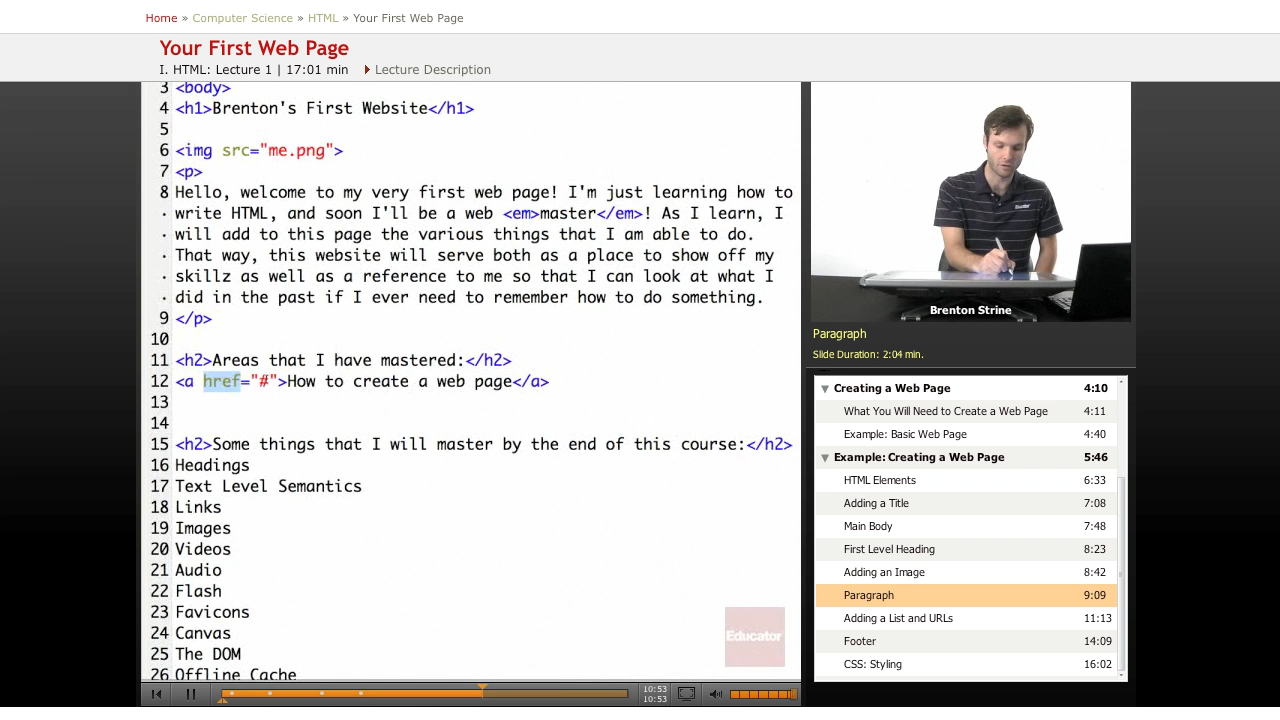 Home » Computer Science » HTML » Your First Web Page
Your First Web Page
I. HTML: Lecture 1 | 17:01 min Lecture Description
3 <body>
4 <h1>Brenton's First Website</h1>
5
6 <img src="me.png">
7 <p>
8 Hello, welcome to my very first web page! I'm just learning how to
· write HTML, and soon I'll be a web <em>master</em>! As I learn, I
· will add to this page the various things that I am able to do.
· That way, this website will serve both as a place to show off my
· skillz as well as a reference to me so that I can look at what I
· did in the past if I ever need to remember how to do something.
9 </p>
10
11 <h2>Areas that I have mastered:</h2>
12 <a href="#">How to create a web page</a>
13
14
15 <h2>Some things that I will master by the end of this course:</h2>
16 Headings
17 Text Level Semantics
18 Links
19 Images
20 Videos
21 Audio
22 Flash
23 Favicons
24 Canvas
25 The DOM
26 Offline Cache
Educator
10:53
10:53
Brenton Strine
Paragraph
Slide Duration: 2:04 min.
Creating a Web Page 4:10
What You Will Need to Create a Web Page 4:11
Example: Basic Web Page 4:40
Example: Creating a Web Page 5:46
HTML Elements 6:33
Adding a Title 7:08
Main Body 7:48
First Level Heading 8:23
Adding an Image 8:42
Paragraph 9:09
Adding a List and URLs 11:13
Footer 14:09
CSS: Styling 16:02